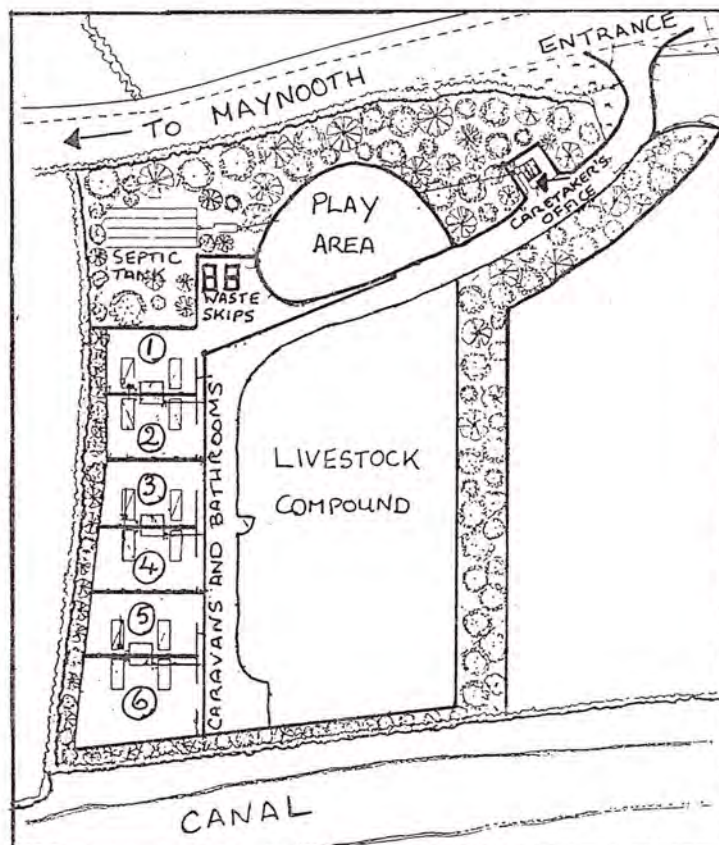 ENTRANCE
TO MAYNOOTH
CARETAKER'S
OFFICE
PLAY
AREA
SEPTIC
TANK
WASTE
SKIPS
1
2
3
4
5
6
CARAVANS AND BATHROOMS
LIVESTOCK
COMPOUND
CANAL